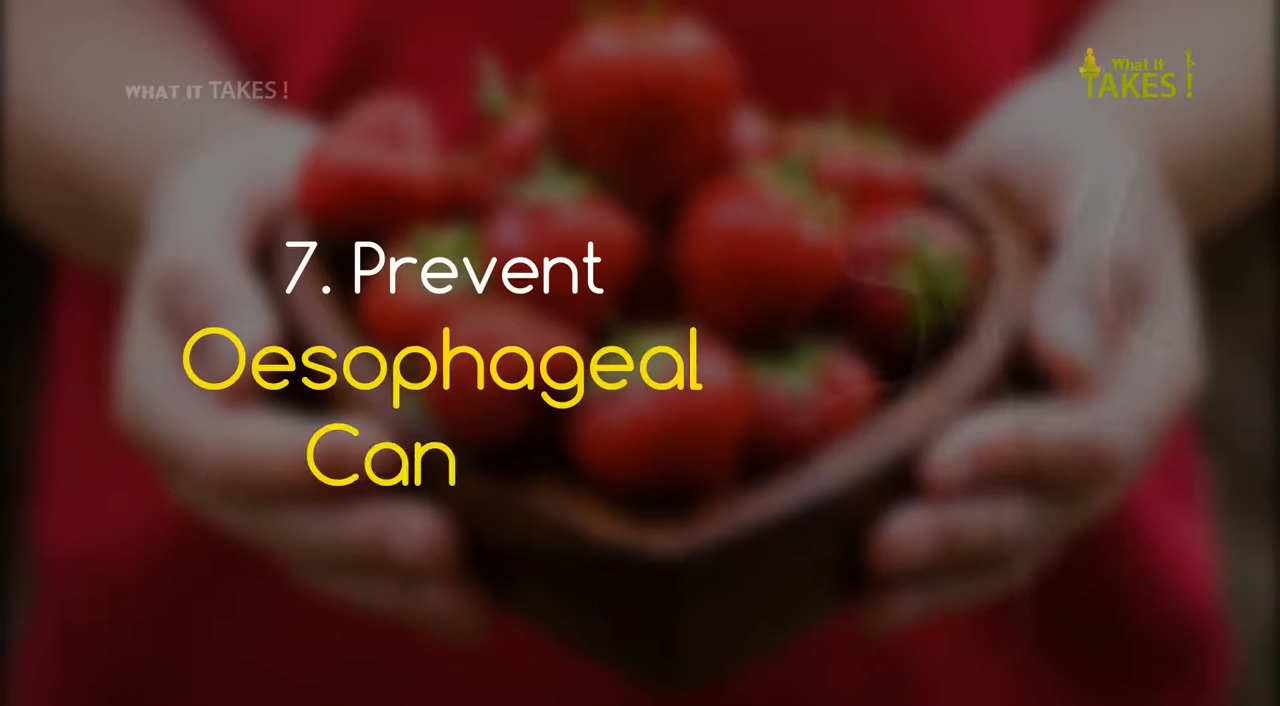 WHAT IT TAKES !
What it
TAKES !
7. Prevent
Oesophageal
Can